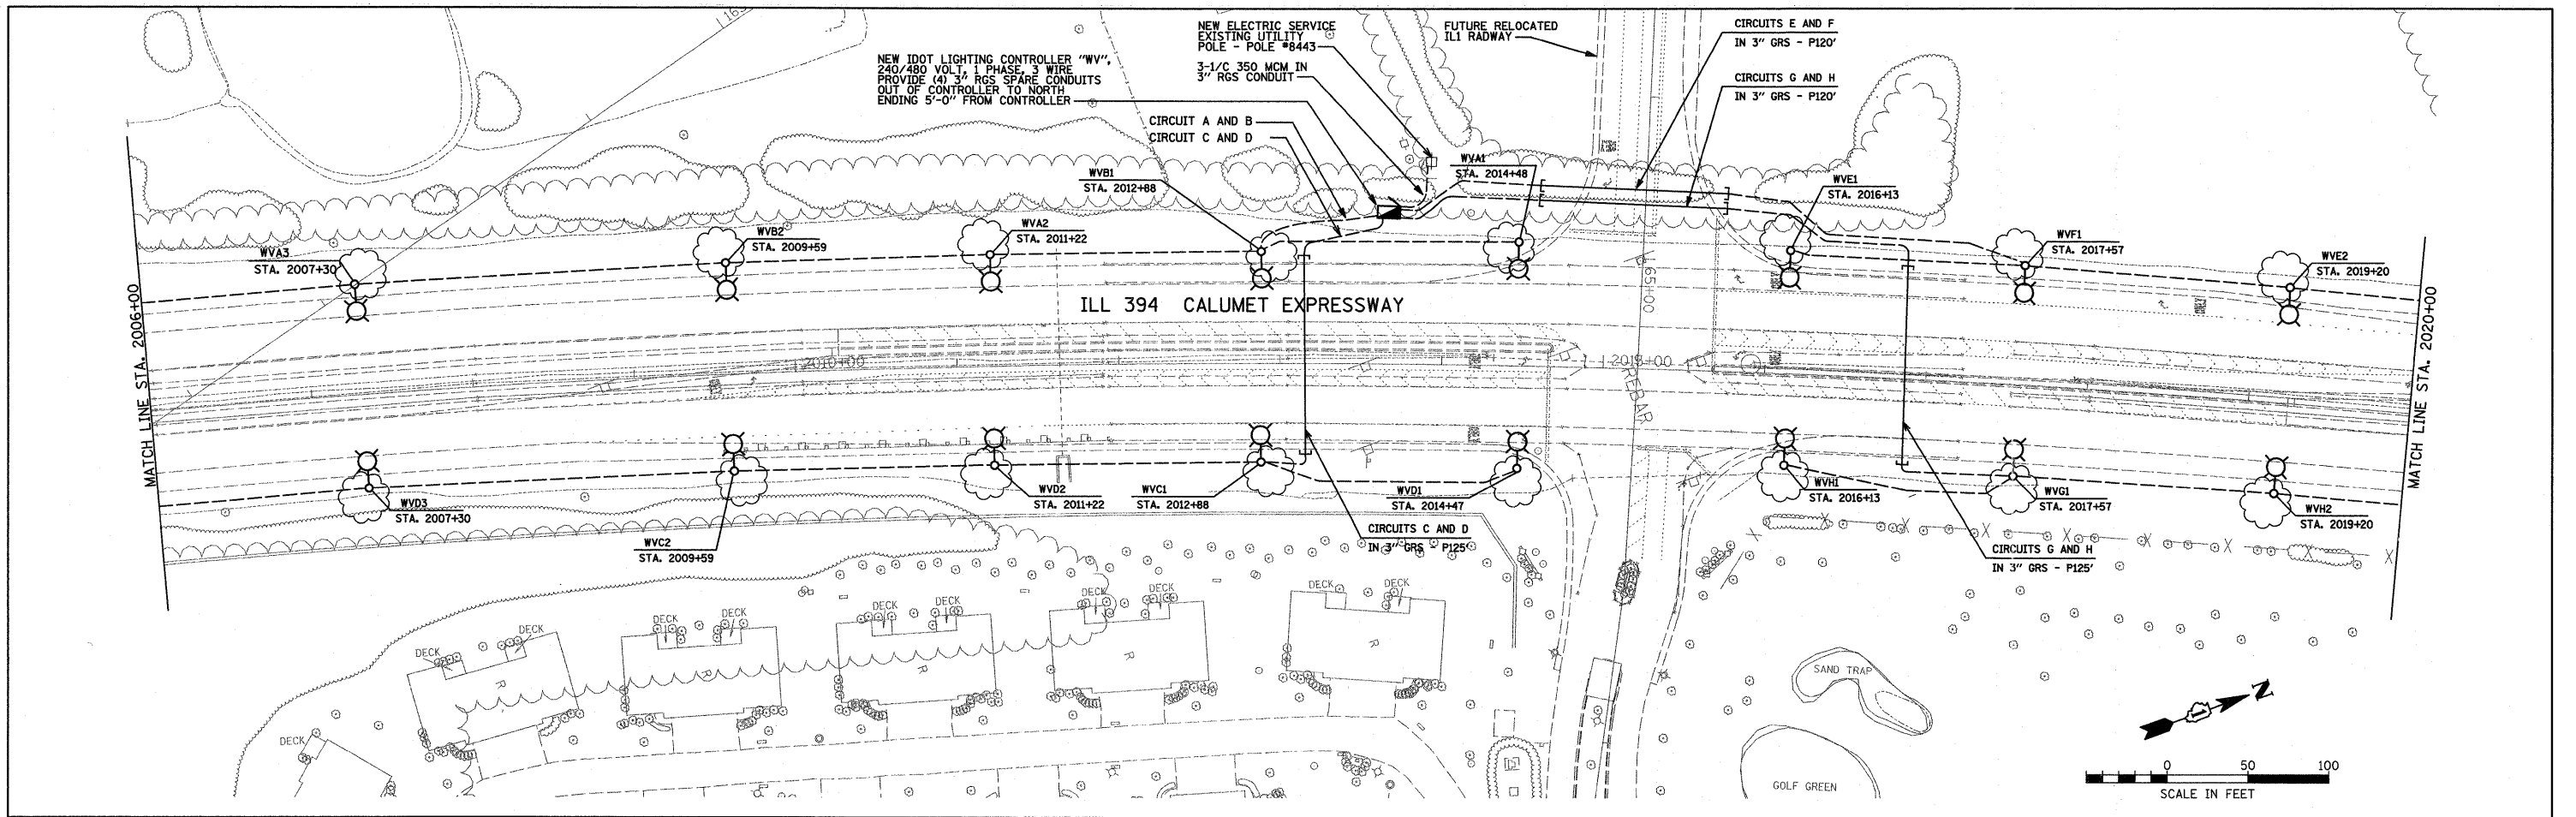 NEW IDOT LIGHTING CONTROLLER "WV",
240/480 VOLT, 1 PHASE, 3 WIRE
PROVIDE (4) 3" RGS SPARE CONDUITS
OUT OF CONTROLLER TO NORTH
ENDING 5'-0" FROM CONTROLLER
NEW ELECTRIC SERVICE
EXISTING UTILITY
POLE - POLE #8443
3-1/C 350 MCM IN
3" RGS CONDUIT
FUTURE RELOCATED
IL1 RADWAY
CIRCUITS E AND F
IN 3" GRS - P120'
CIRCUITS G AND H
IN 3" GRS - P120'
CIRCUIT A AND B
CIRCUIT C AND D
WVA3
STA. 2007+30
WVB2
STA. 2009+59
WVA2
STA. 2011+22
WVB1
STA. 2012+88
WVA1
STA. 2014+48
WVE1
STA. 2016+13
WVF1
STA. 2017+57
WVE2
STA. 2019+20
MATCH LINE STA. 2006+00
ILL 394 CALUMET EXPRESSWAY
MATCH LINE STA. 2020+00
2010+00
2015+00
65+00
REBAR
WVD3
STA. 2007+30
WVC2
STA. 2009+59
WVD2
STA. 2011+22
WVC1
STA. 2012+88
WVD1
STA. 2014+47
WVH1
STA. 2016+13
WVG1
STA. 2017+57
WVH2
STA. 2019+20
CIRCUITS C AND D
IN 3" GRS - P125'
CIRCUITS G AND H
IN 3" GRS - P125'
DECK
DECK
DECK
DECK
DECK
DECK
DECK
DECK
DECK
DECK
DECK
R
R
R
R
R
SAND TRAP
GOLF GREEN
N
0 50 100
SCALE IN FEET